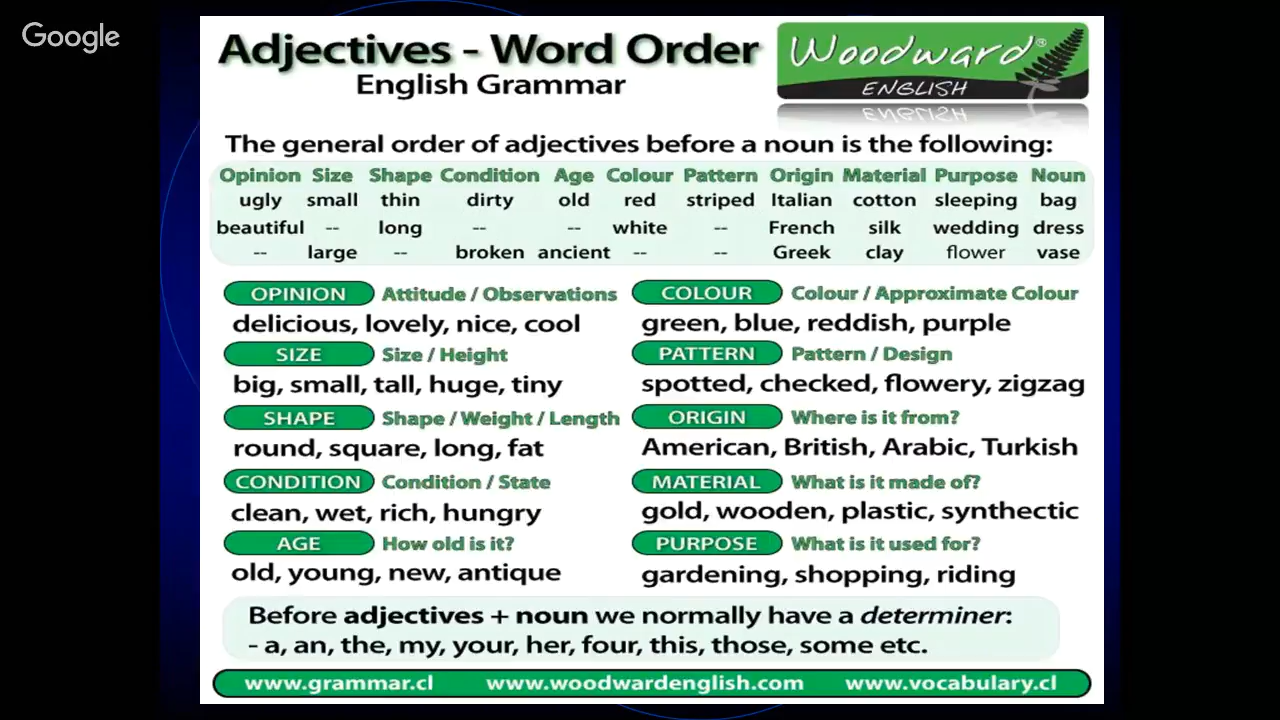 Google
Adjectives - Word Order
English Grammar
Woodward®
ENGLISH
The general order of adjectives before a noun is the following:
Opinion Size Shape Condition Age Colour Pattern Origin Material Purpose Noun
ugly small thin dirty old red striped Italian cotton sleeping bag
beautiful -- long -- -- white -- French silk wedding dress
-- large -- broken ancient -- -- Greek clay flower vase
OPINION Attitude / Observations
delicious, lovely, nice, cool
SIZE Size / Height
big, small, tall, huge, tiny
SHAPE Shape / Weight / Length
round, square, long, fat
CONDITION Condition / State
clean, wet, rich, hungry
AGE How old is it?
old, young, new, antique
COLOUR Colour / Approximate Colour
green, blue, reddish, purple
PATTERN Pattern / Design
spotted, checked, flowery, zigzag
ORIGIN Where is it from?
American, British, Arabic, Turkish
MATERIAL What is it made of?
gold, wooden, plastic, synthectic
PURPOSE What is it used for?
gardening, shopping, riding
Before adjectives + noun we normally have a determiner:
- a, an, the, my, your, her, four, this, those, some etc.
www.grammar.cl www.woodwardenglish.com www.vocabulary.cl